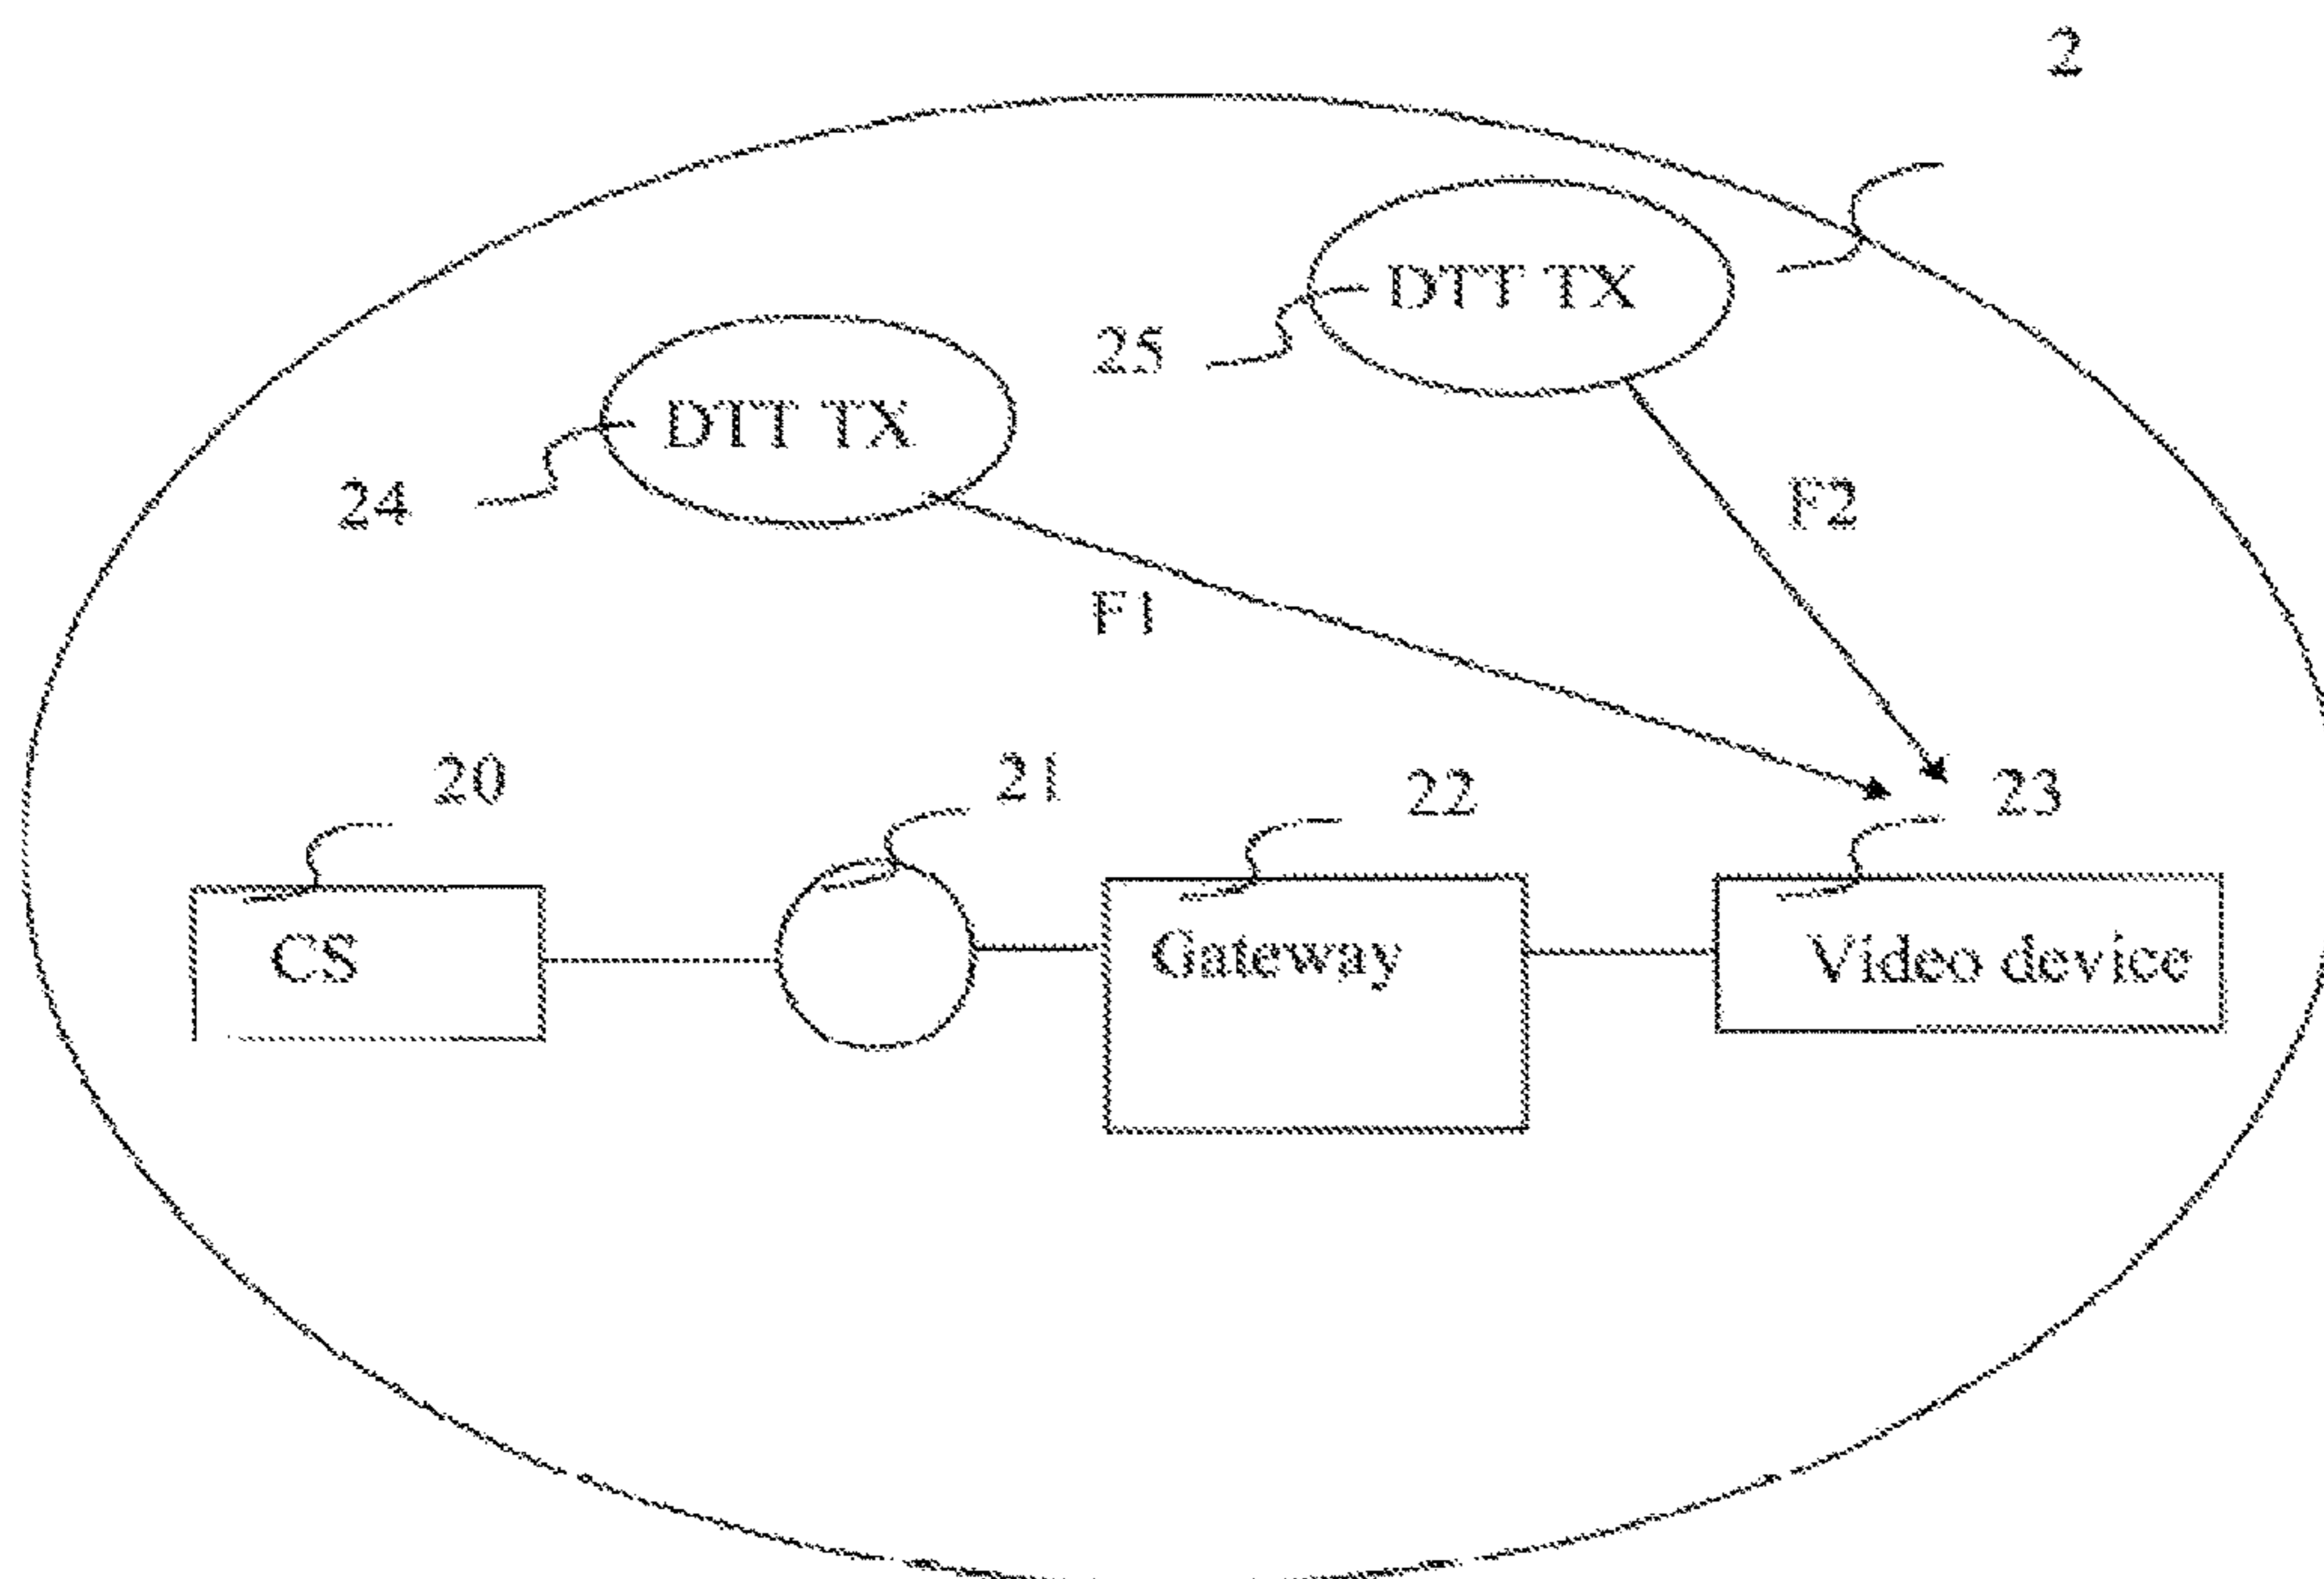 2
DTT TX
25
DTT TX
24
F2
F1
20
21
22
23
CS
Gateway
Video device